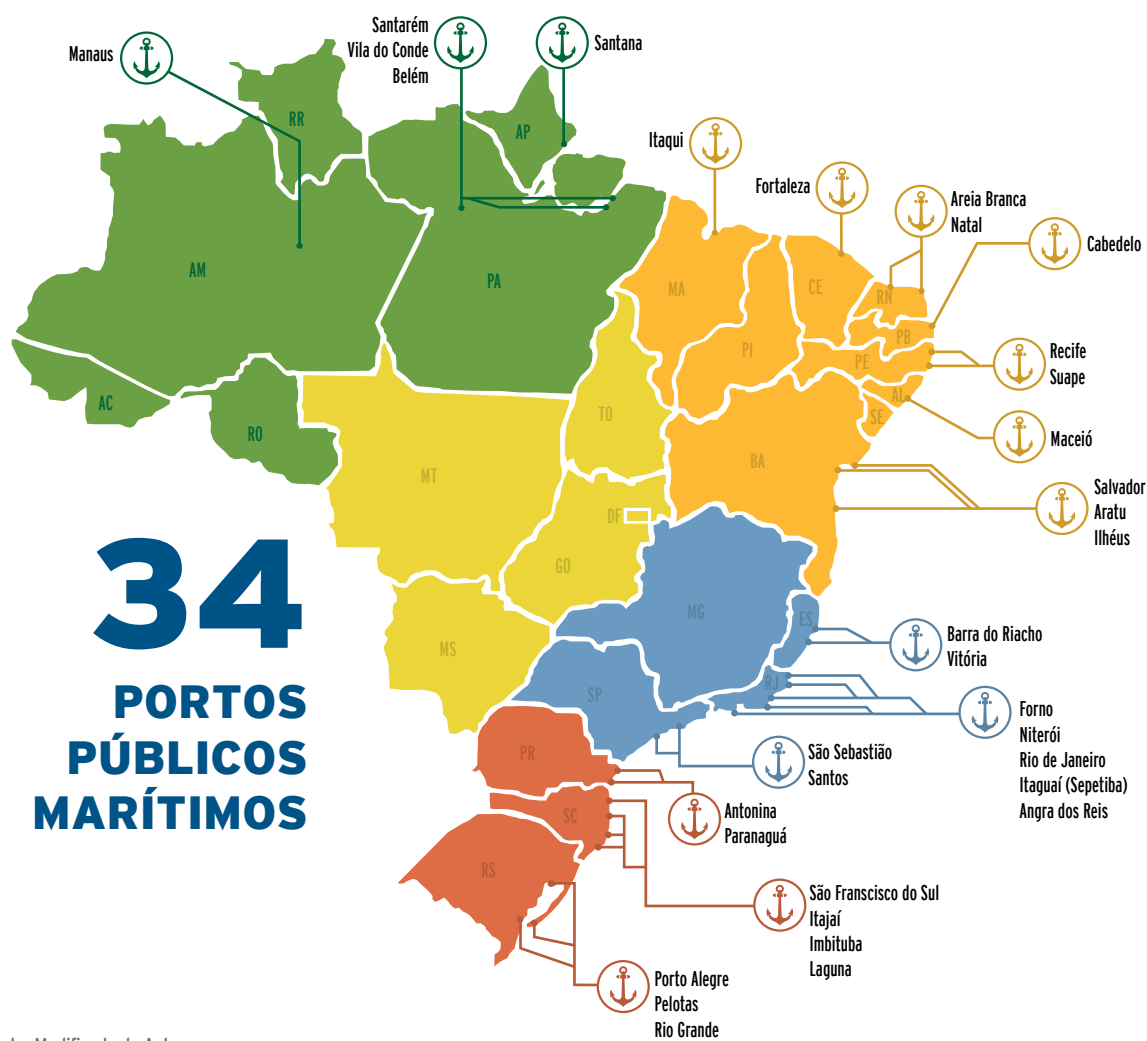 Manaus
Santarém
Vila do Conde
Belém
Santana
RR
AP
Itaqui
Fortaleza
Areia Branca
Natal
Cabedelo
AM
PA
MA
CE
RN
PB
PI
PE
Recife
Suape
AC
RO
TO
AL
SE
Maceió
MT
BA
Salvador
Aratu
Ilhéus
DF
GO
34
PORTOS
PÚBLICOS
MARÍTIMOS
MS
MG
ES
Barra do Riacho
Vitória
SP
RJ
Forno
Niterói
Rio de Janeiro
Itaguaí (Sepetiba)
Angra dos Reis
São Sebastião
Santos
PR
Antonina
Paranaguá
SC
RS
São Franscisco do Sul
Itajaí
Imbituba
Laguna
Porto Alegre
Pelotas
Rio Grande